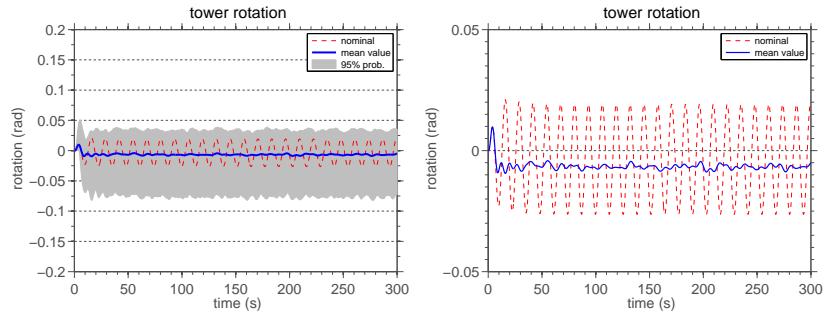 tower rotation
0.2
0.15
0.1
0.05
0
−0.05
−0.1
−0.15
−0.2
rotation (rad)
nominal
mean value
95% prob.
0 50 100 150 200 250 300
time (s)
tower rotation
0.05
0
−0.05
rotation (rad)
nominal
mean value
0 50 100 150 200 250 300
time (s)